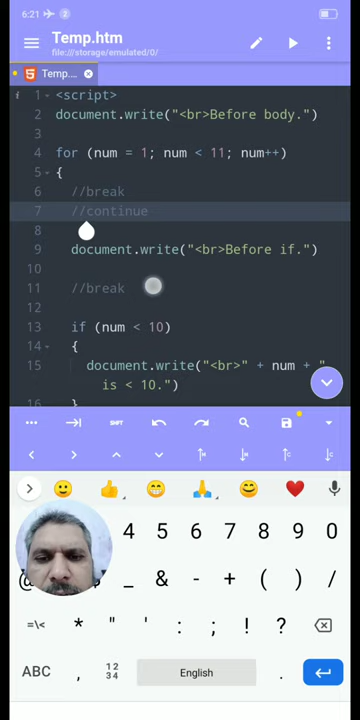 6:21 2
Temp.htm
file:///storage/emulated/0/
Temp....
i 1 <script>
2 document.write("<br>Before body.")
3
4 for (num = 1; num < 11; num++)
5 {
6 //break
7 //continue
8
9 document.write("<br>Before if.")
10
11 //break
12
13 if (num < 10)
14 {
15 document.write("<br>" + num + "
is < 10.")
16 }
SHIFT
4 5 6 7 8 9 0
@ _ & - + ( ) /
=\< * " ' : ; ! ?
ABC , 12 34 English .